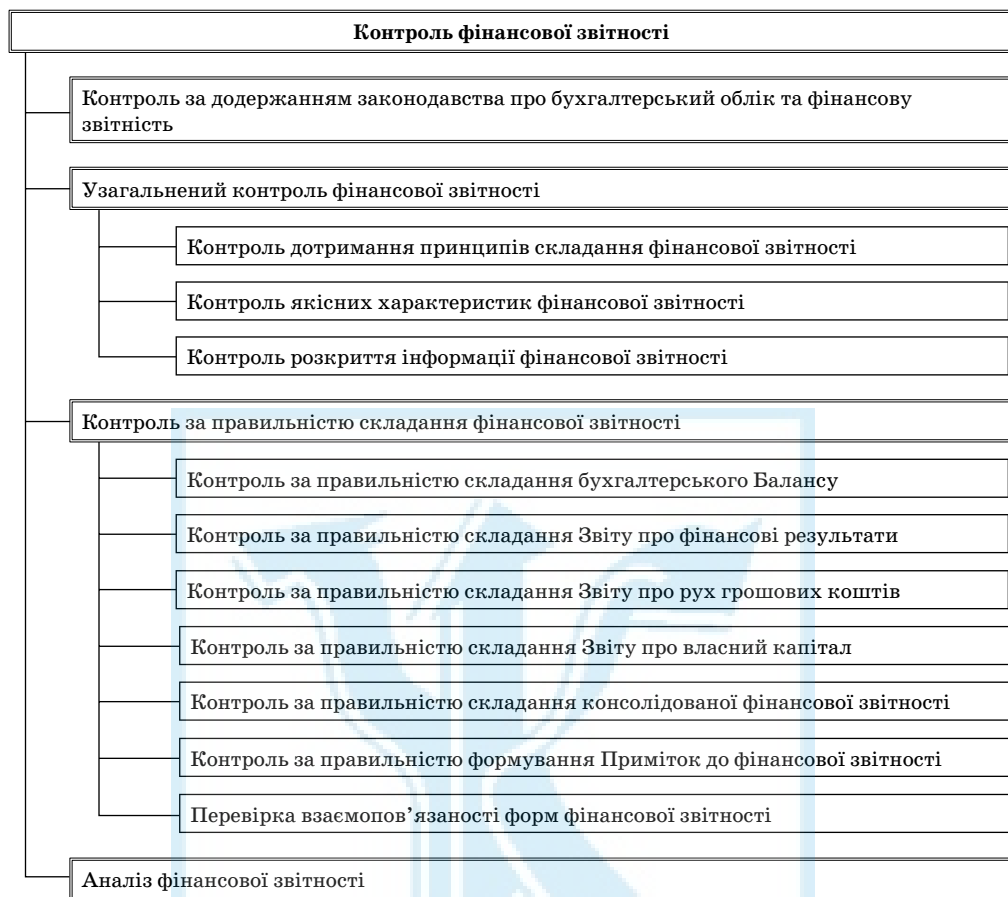 Контроль фінансової звітності
Контроль за додержанням законодавства про бухгалтерський облік та фінансову
звітність
Узагальнений контроль фінансової звітності
Контроль дотримання принципів складання фінансової звітності
Контроль якісних характеристик фінансової звітності
Контроль розкриття інформації фінансової звітності
Контроль за правильністю складання фінансової звітності
Контроль за правильністю складання бухгалтерського Балансу
Контроль за правильністю складання Звіту про фінансові результати
Контроль за правильністю складання Звіту про рух грошових коштів
Контроль за правильністю складання Звіту про власний капітал
Контроль за правильністю складання консолідованої фінансової звітності
Контроль за правильністю формування Приміток до фінансової звітності
Перевірка взаємопов’язаності форм фінансової звітності
Аналіз фінансової звітності